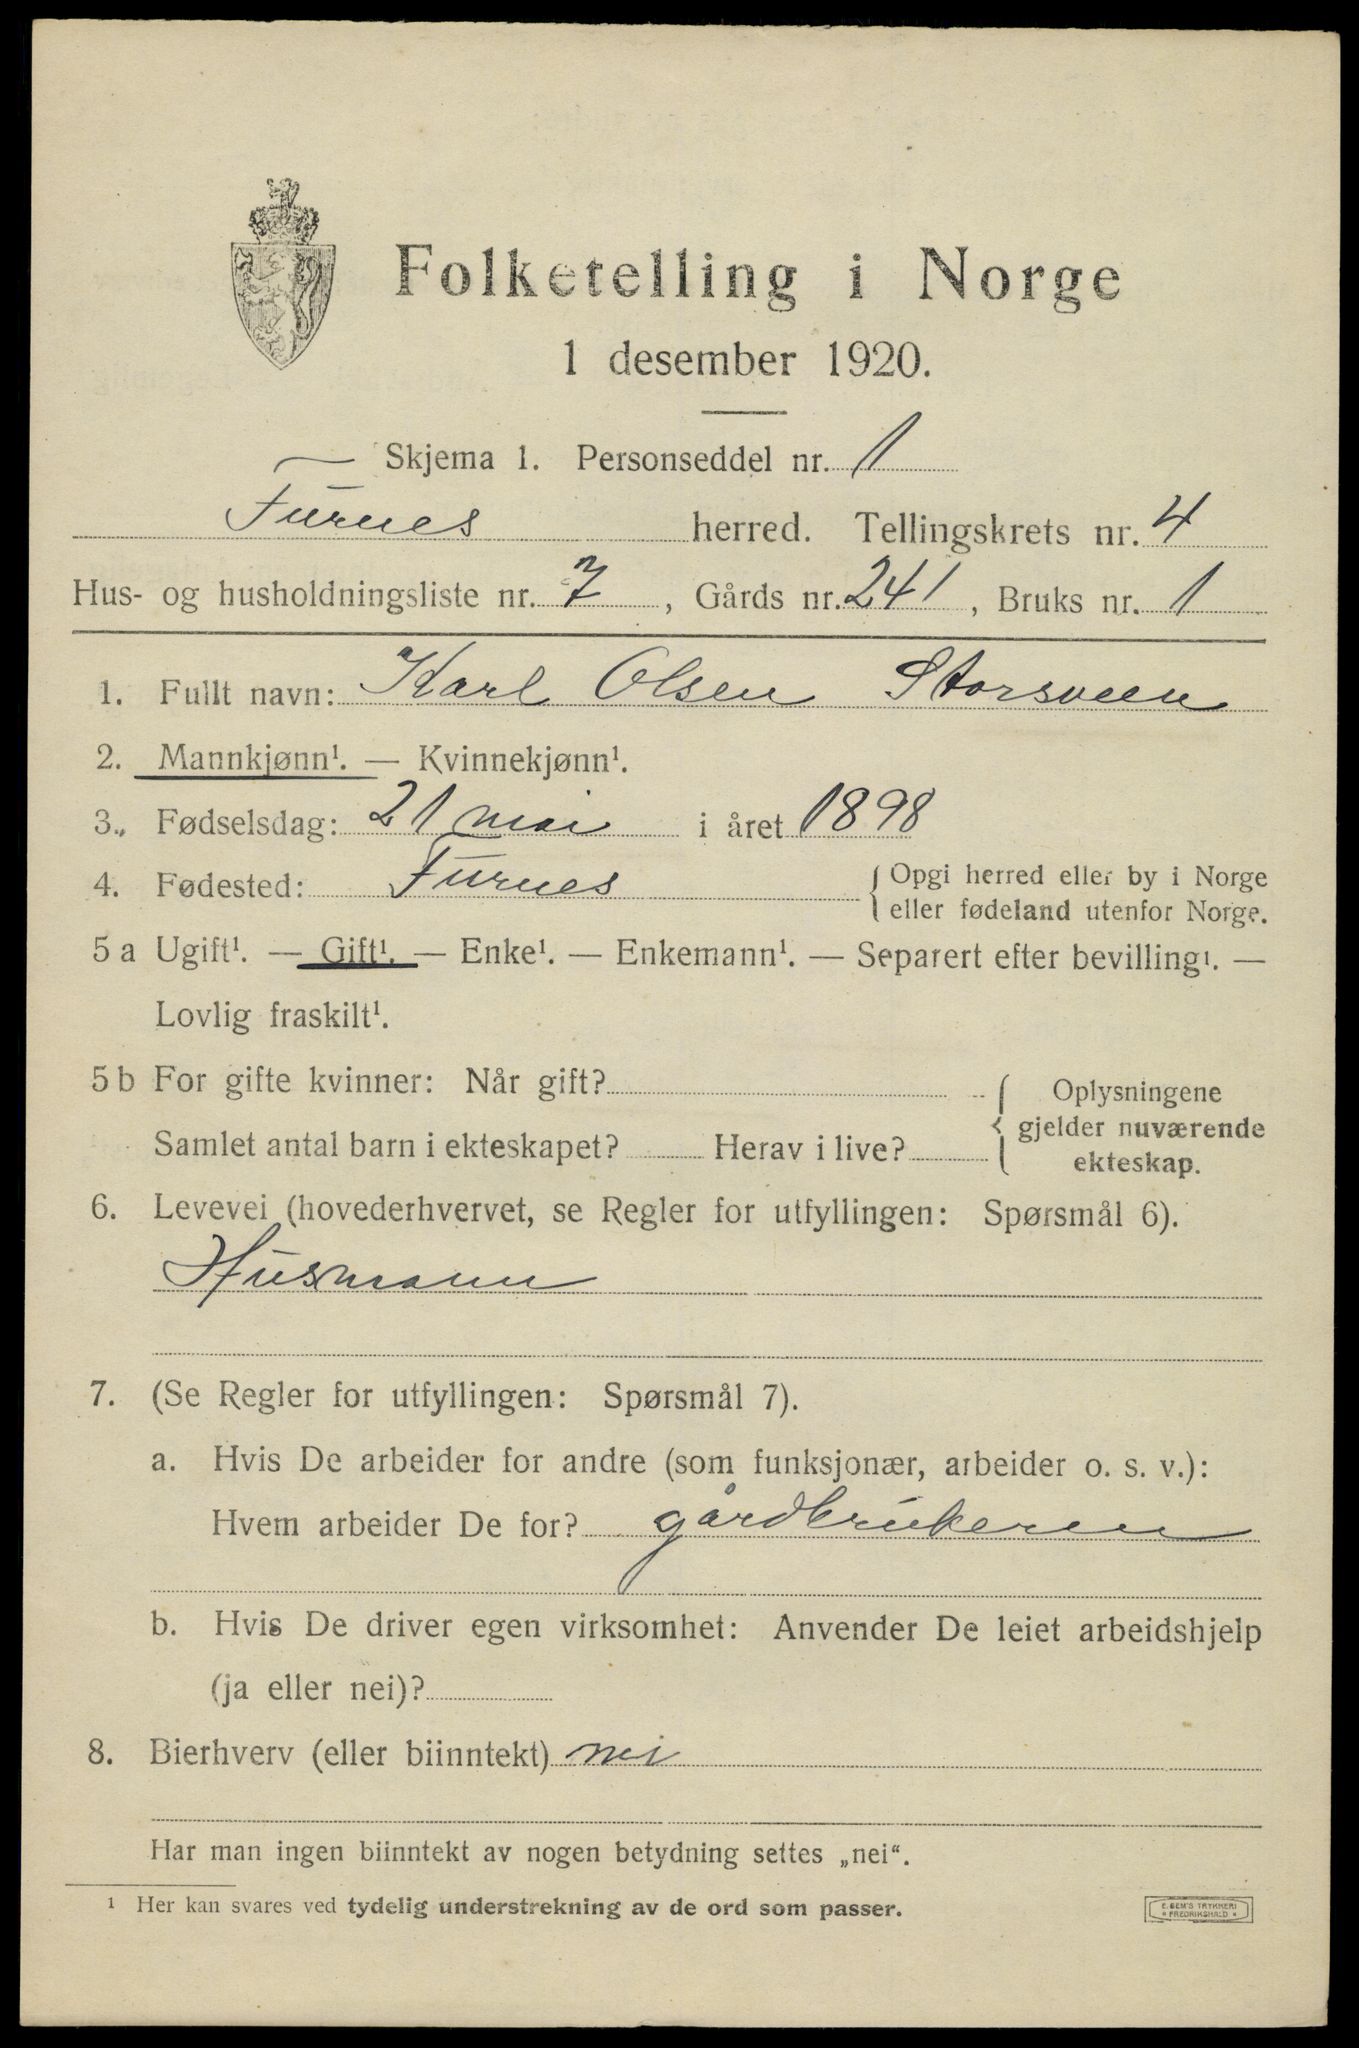 Folketelling i Norge
1 desember 1920.
Skjema 1. Personseddel nr. 1
Furnes herred. Tellingskrets nr. 4
Hus- og husholdningsliste nr. 7, Gårds nr. 241, Bruks nr. 1
1. Fullt navn: Karl Olsen Storsveen
2. Mannkjønn¹. — Kvinnekjønn¹.
3. Fødselsdag: 21 mai i året 1898
4. Fødested: Furnes { Opgi herred eller by i Norge
eller fødeland utenfor Norge.
5 a Ugift¹. — Gift¹. — Enke¹. — Enkemann¹. — Separert efter bevilling¹. —
Lovlig fraskilt¹.
5 b For gifte kvinner: Når gift?
Samlet antal barn i ekteskapet? Herav i live?
{ Oplysningene
gjelder nuværende
ekteskap.
6. Levevei (hovederhvervet, se Regler for utfyllingen: Spørsmål 6).
Husmann
7. (Se Regler for utfyllingen: Spørsmål 7).
a. Hvis De arbeider for andre (som funksjonær, arbeider o. s. v.):
Hvem arbeider De for? gårdbrukeren
b. Hvis De driver egen virksomhet: Anvender De leiet arbeidshjelp
(ja eller nei)?
8. Bierhverv (eller biinntekt) nei
Har man ingen biinntekt av nogen betydning settes „nei“.
¹ Her kan svares ved tydelig understrekning av de ord som passer.
E. SEM'S TRYKKERI
* FREDRIKSHALD *